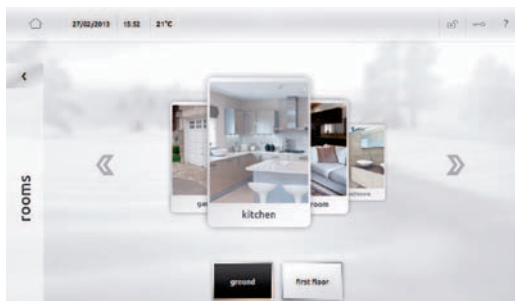 27/02/2013 15:52 21°C ?
rooms
kitchen
room
ground first floor